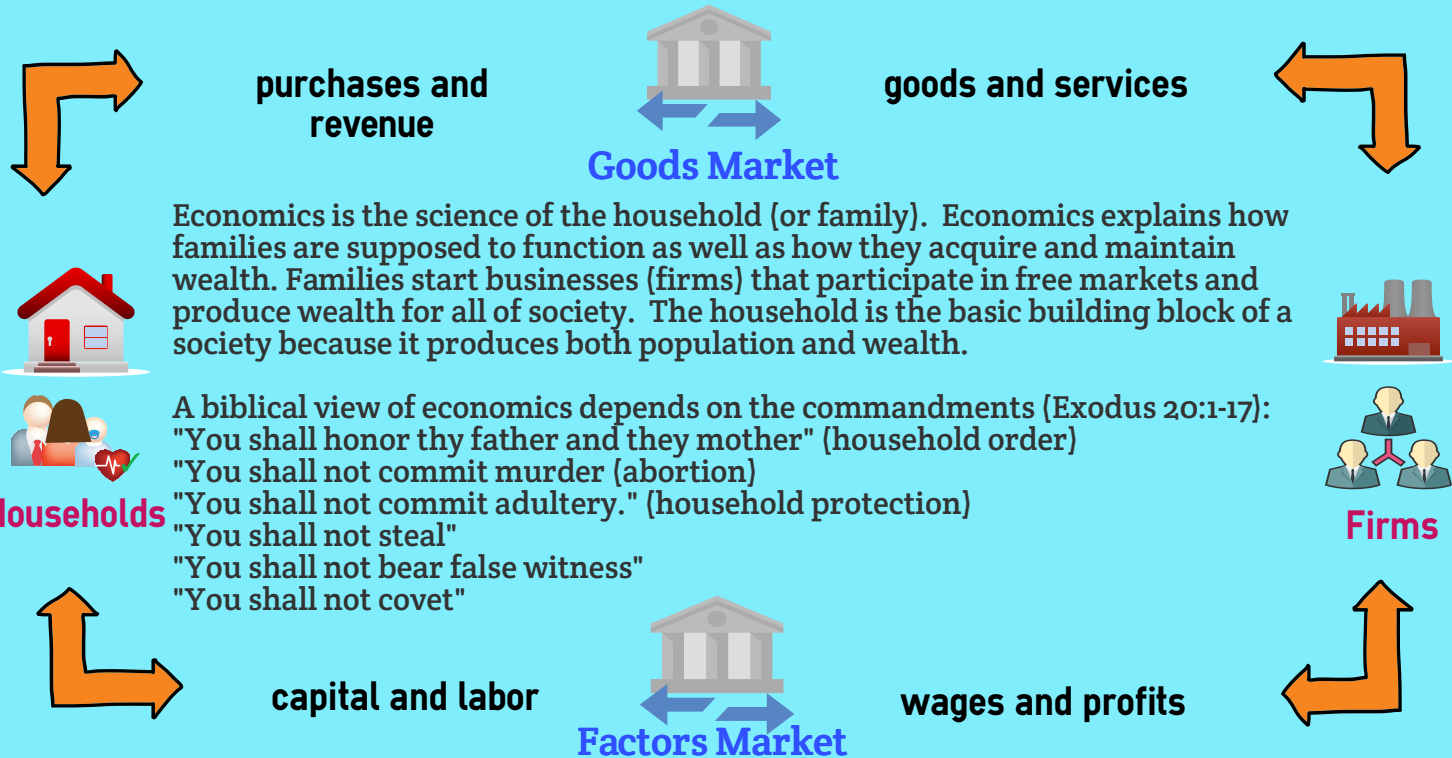 purchases and
revenue
goods and services
Goods Market
Economics is the science of the household (or family).  Economics explains how
families are supposed to function as well as how they acquire and maintain
wealth. Families start businesses (firms) that participate in free markets and
produce wealth for all of society.  The household is the basic building block of a
society because it produces both population and wealth.
A biblical view of economics depends on the commandments (Exodus 20:1-17):
"You shall honor thy father and they mother" (household order)
"You shall not commit murder (abortion)
"You shall not commit adultery." (household protection)
"You shall not steal"
"You shall not bear false witness"
"You shall not covet"
Households
Firms
capital and labor
wages and profits
Factors Market